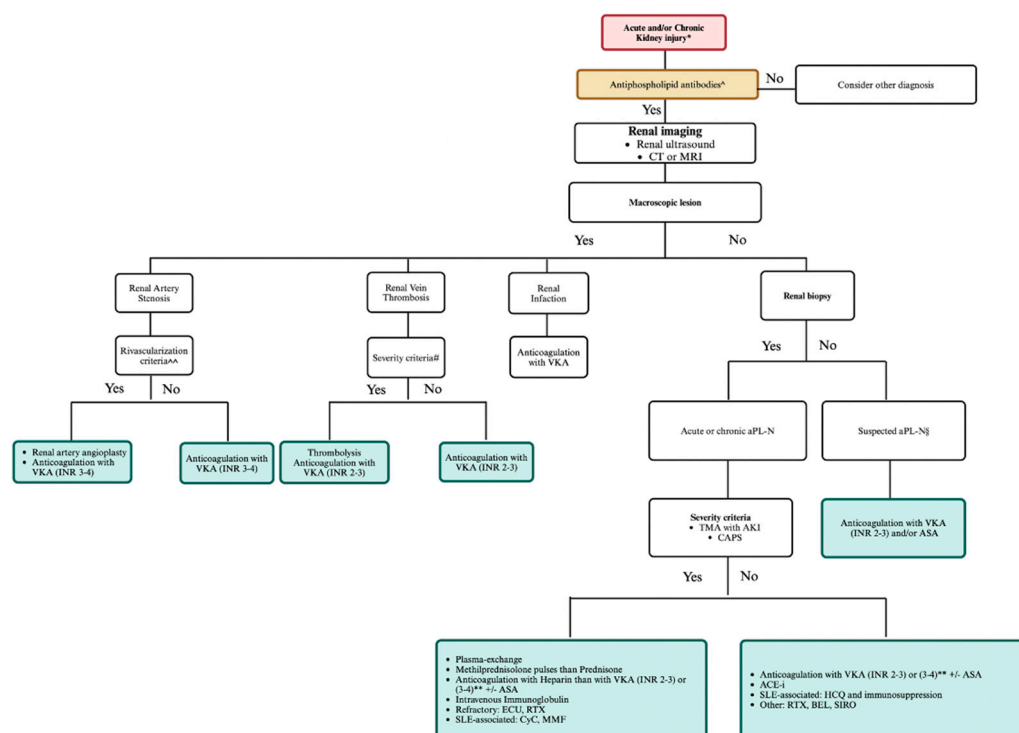 Acute and/or Chronic
Kidney injury*
Antiphospholipid antibodies^
No
Consider other diagnosis
Yes
Renal imaging
• Renal ultrasound
• CT or MRI
Macroscopic lesion
Yes
No
Renal Artery
Stenosis
Renal Vein
Thrombosis
Renal
Infaction
Renal biopsy
Rivascularization
criteria^^
Severity criteria#
Anticoagulation
with VKA
Yes
No
Yes
No
Yes
No
• Renal artery angioplasty
• Anticoagulation with
VKA (INR 3-4)
Anticoagulation with
VKA (INR 3-4)
Thrombolysis
Anticoagulation with
VKA (INR 2-3)
Anticoagulation with
VKA (INR 2-3)
Acute or chronic aPL-N
Suspected aPL-N§
Severity criteria
• TMA with AKI
• CAPS
Anticoagulation with VKA
(INR 2-3) and/or ASA
Yes
No
• Plasma-exchange
• Methilprednisolone pulses than Prednisone
• Anticoagulation with Heparin than with VKA (INR 2-3) or
(3-4)** +/- ASA
• Intravenous Immunoglobulin
• Refractory: ECU, RTX
• SLE-associated: CyC, MMF
• Anticoagulation with VKA (INR 2-3) or (3-4)** +/- ASA
• ACE-i
• SLE-associated: HCQ and immunosuppression
• Other: RTX, BEL, SIRO